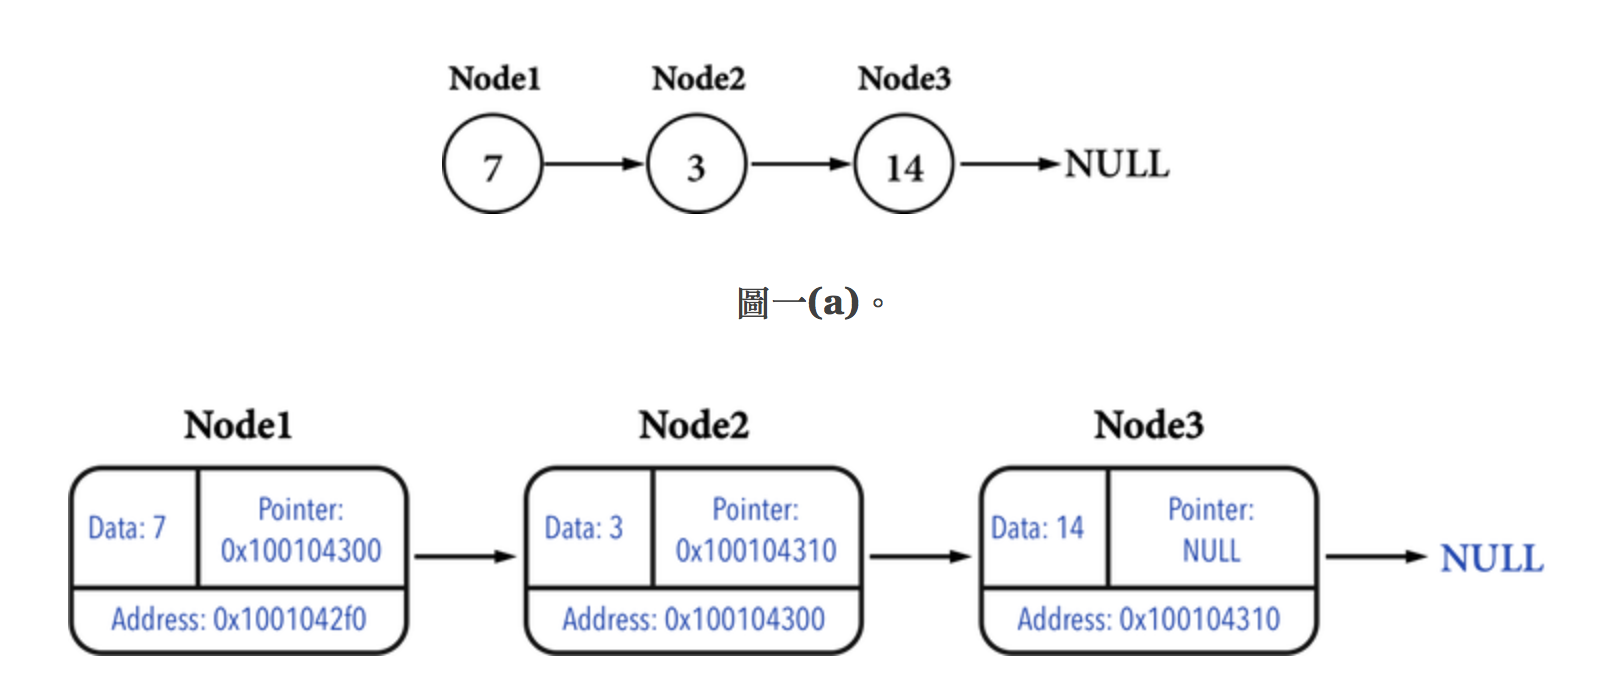 Node1 Node2 Node3
7 3 14 NULL
圖一(a)。
Node1 Node2 Node3
Data: 7 Pointer: 0x100104300 Data: 3 Pointer: 0x100104310 Data: 14 Pointer: NULL NULL
Address: 0x1001042f0 Address: 0x100104300 Address: 0x100104310